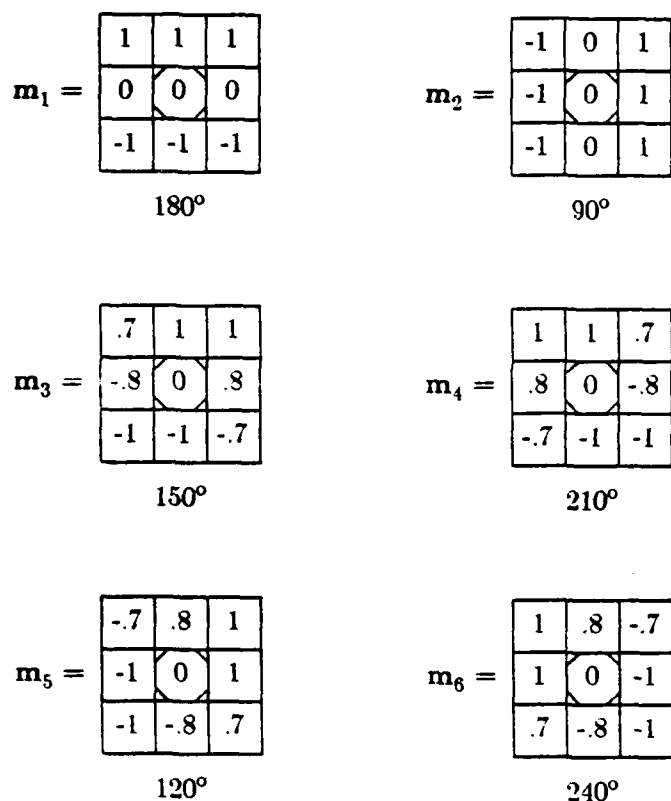 1 1 1
m₁ = 0 0 0
-1 -1 -1
180°
-1 0 1
m₂ = -1 0 1
-1 0 1
90°
.7 1 1
m₃ = -.8 0 .8
-1 -1 -.7
150°
1 1 .7
m₄ = .8 0 -.8
-.7 -1 -1
210°
-.7 .8 1
m₅ = -1 0 1
-1 -.8 .7
120°
1 .8 -.7
m₆ = 1 0 -1
.7 -.8 -1
240°